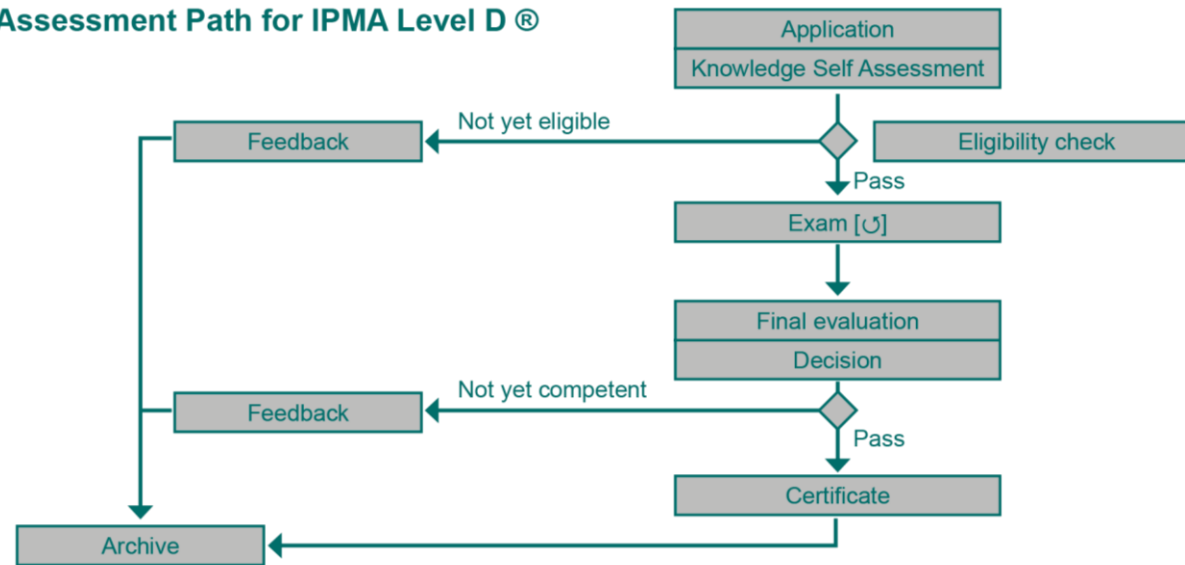 Assessment Path for IPMA Level D ®
Application
Knowledge Self Assessment
Not yet eligible
Feedback
Eligibility check
Pass
Exam [↺]
Final evaluation
Decision
Not yet competent
Feedback
Pass
Certificate
Archive